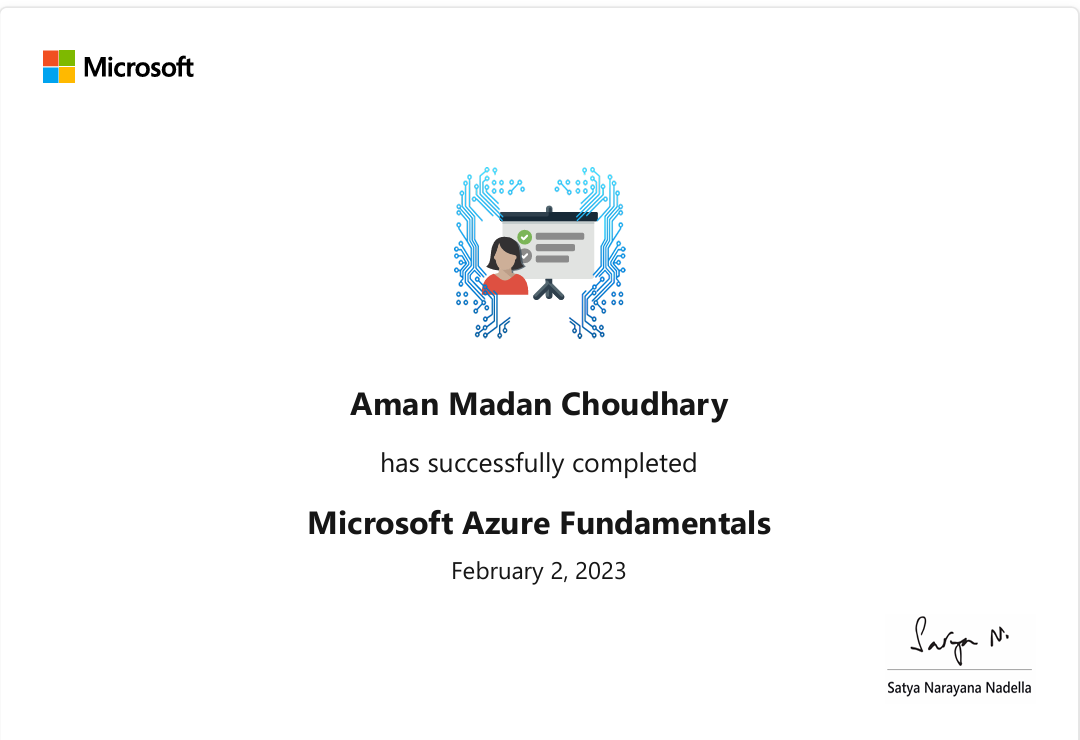 Microsoft
Aman Madan Choudhary
has successfully completed
Microsoft Azure Fundamentals
February 2, 2023
Satya N.
Satya Narayana Nadella